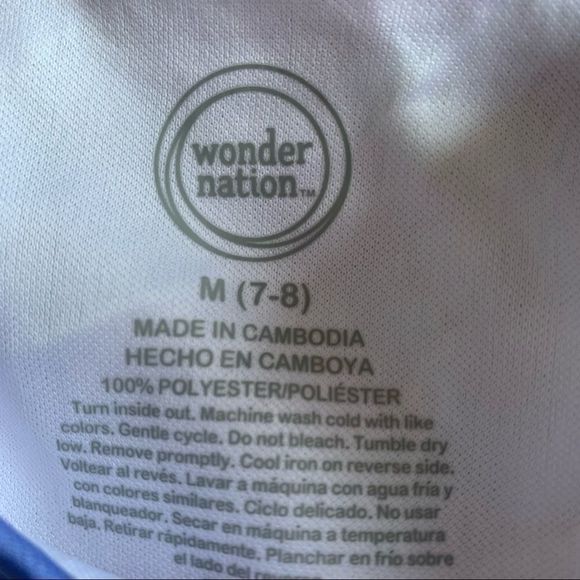 wonder
nation™
M (7-8)
MADE IN CAMBODIA
HECHO EN CAMBOYA
100% POLYESTER/POLIÉSTER
Turn inside out. Machine wash cold with like
colors. Gentle cycle. Do not bleach. Tumble dry
low. Remove promptly. Cool iron on reverse side.
Voltear al revés. Lavar a máquina con agua fría y
con colores similares. Ciclo delicado. No usar
blanqueador. Secar en máquina a temperatura
baja. Retirar rápidamente. Planchar en frío sobre
el lado del